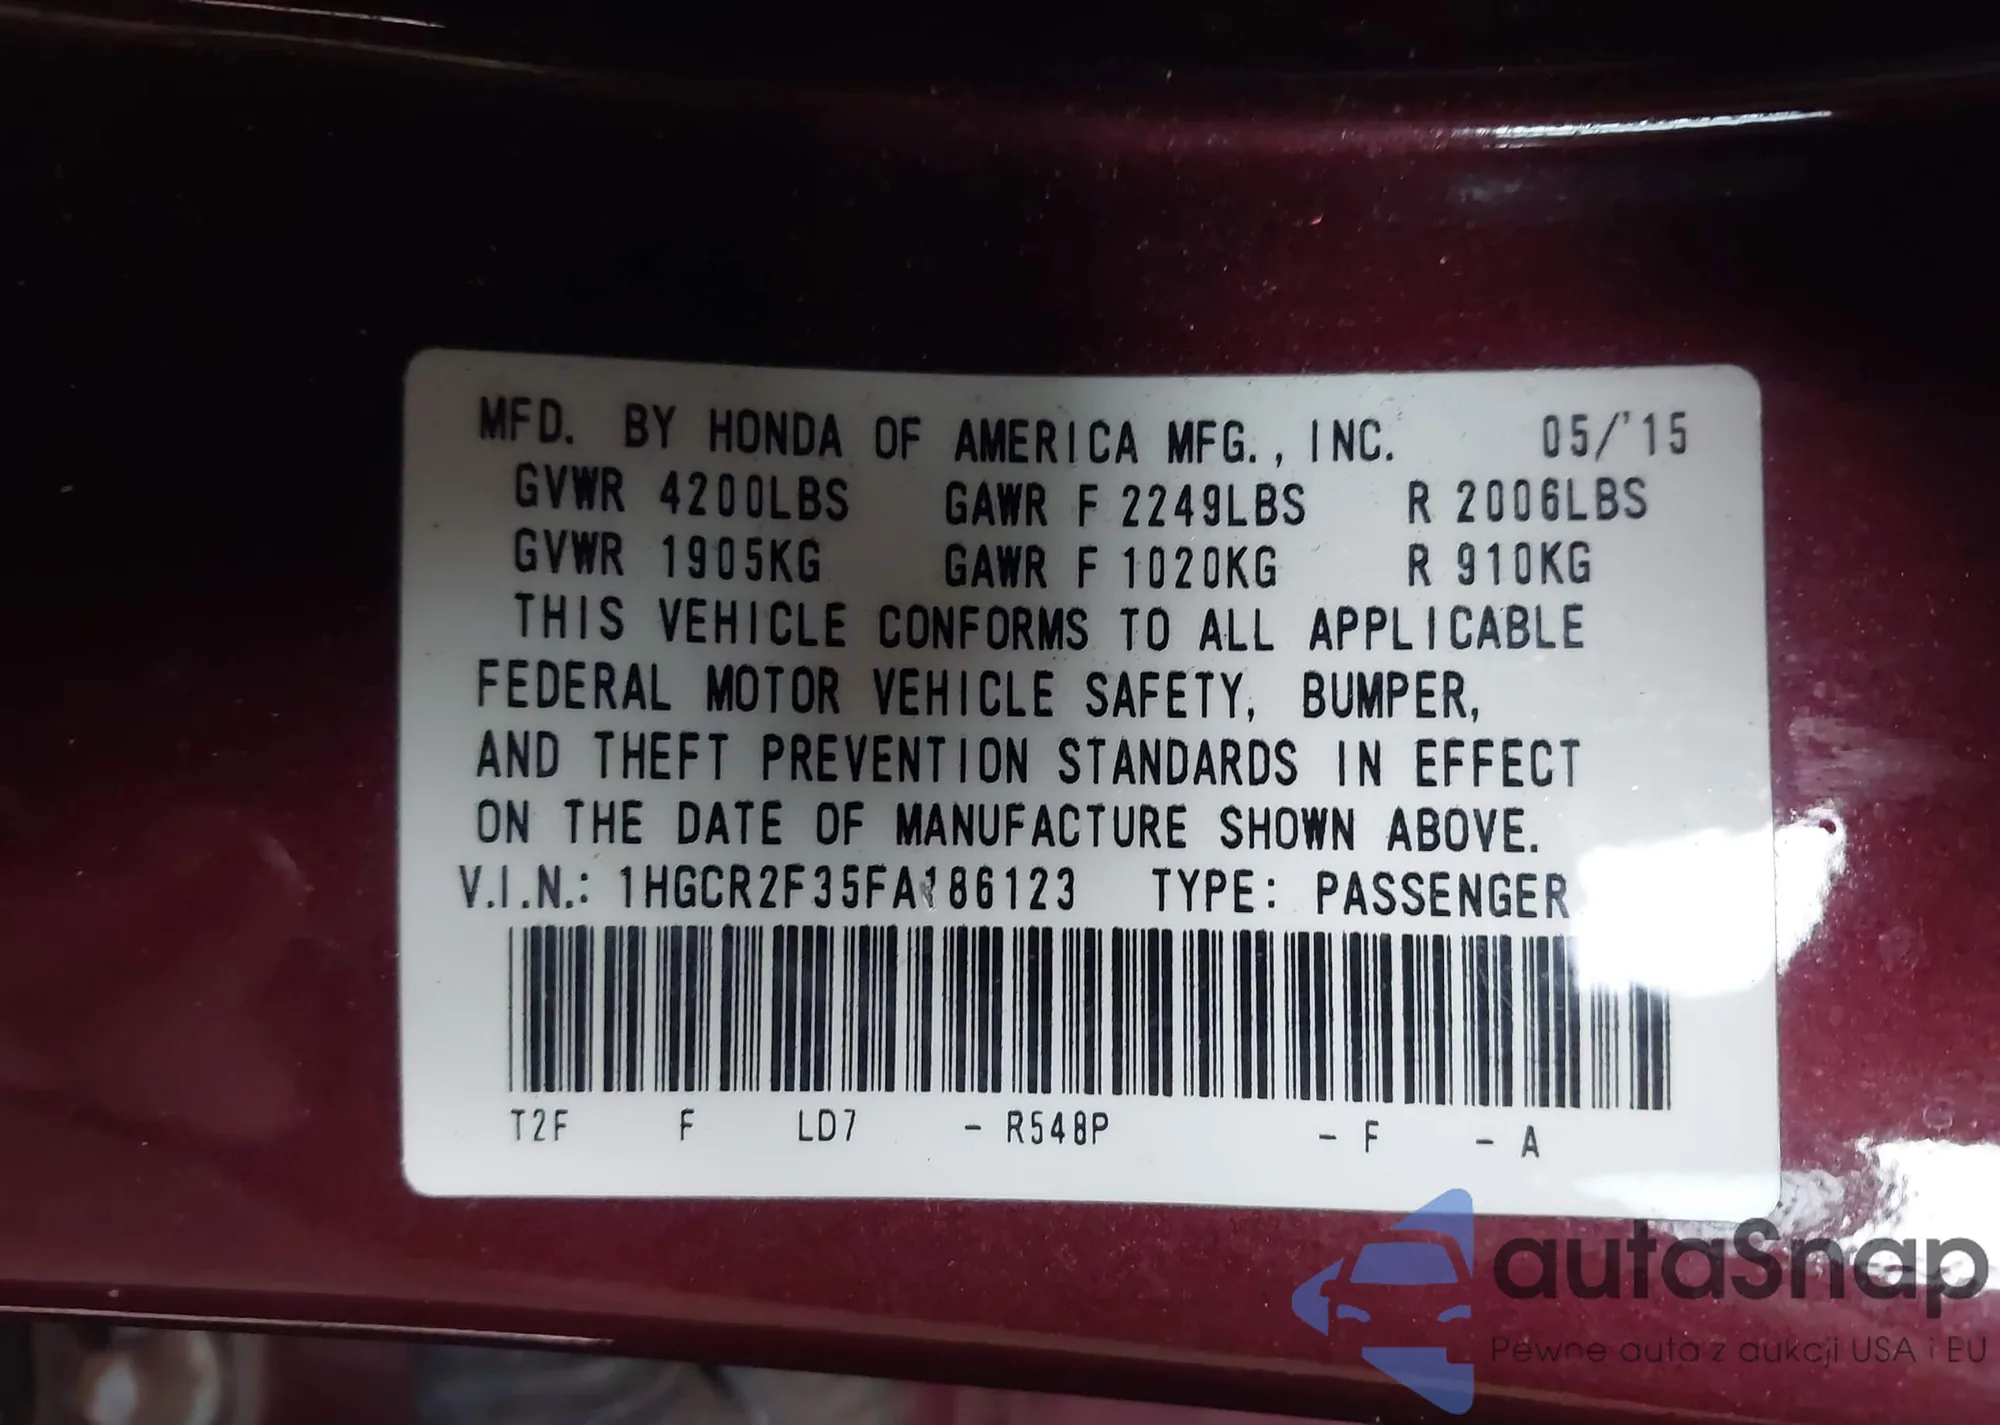 MFD. BY HONDA OF AMERICA MFG., INC. 05/'15
GVWR 4200LBS GAWR F 2249LBS R 2006LBS
GVWR 1905KG GAWR F 1020KG R 910KG
THIS VEHICLE CONFORMS TO ALL APPLICABLE
FEDERAL MOTOR VEHICLE SAFETY, BUMPER,
AND THEFT PREVENTION STANDARDS IN EFFECT
ON THE DATE OF MANUFACTURE SHOWN ABOVE.
V.I.N.: 1HGCR2F35FA186123 TYPE: PASSENGER
T2F F LD7 - R548P - F - A
autaSnap
Pewne auta z aukcji USA i EU